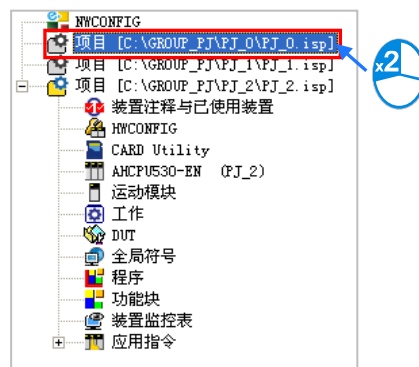 NWCONFIG
项目 [C:\GROUP_PJ\PJ_0\PJ_0.isp]
x2
项目 [C:\GROUP_PJ\PJ_1\PJ_1.isp]
项目 [C:\GROUP_PJ\PJ_2\PJ_2.isp]
装置注释与已使用装置
HWCONFIG
CARD Utility
AHCPU530-EN (PJ_2)
运动模块
工作
DUT
全局符号
程序
功能块
装置监控表
应用指令